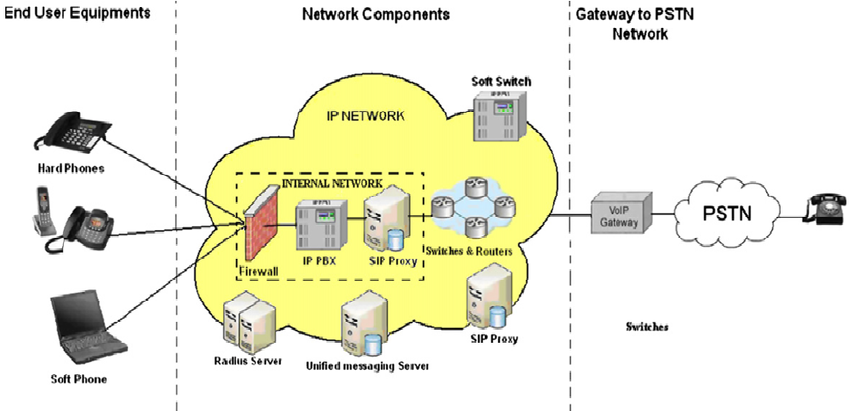 End User Equipments
Network Components
Gateway to PSTN
Network
Soft Switch
IP NETWORK
Hard Phones
INTERNAL NETWORK
VoIP
Gateway
PSTN
Firewall
IP PBX
SIP Proxy
Switches & Routers
Radius Server
Unified messaging Server
SIP Proxy
Switches
Soft Phone